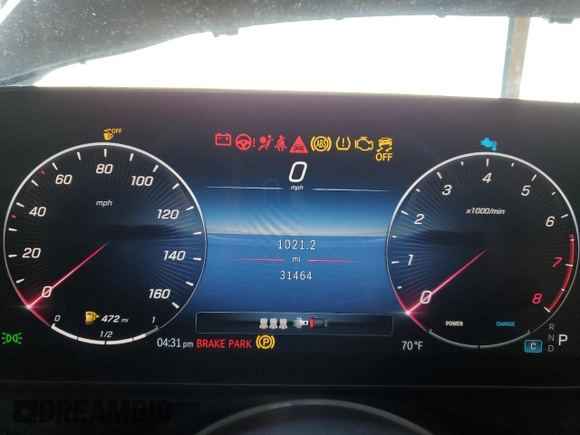 OFF
ABS
OFF
0
mph
0 20 40 60 80 100 120 140 160
mph
0 1 2 3 4 5 6 7 8
x1000/min
1021.2
mi
31464
472 mi
0 1/2 1
POWER CHARGE
R
N
D
P
C
04:31 pm BRAKE PARK P
70°F
DREAMBID